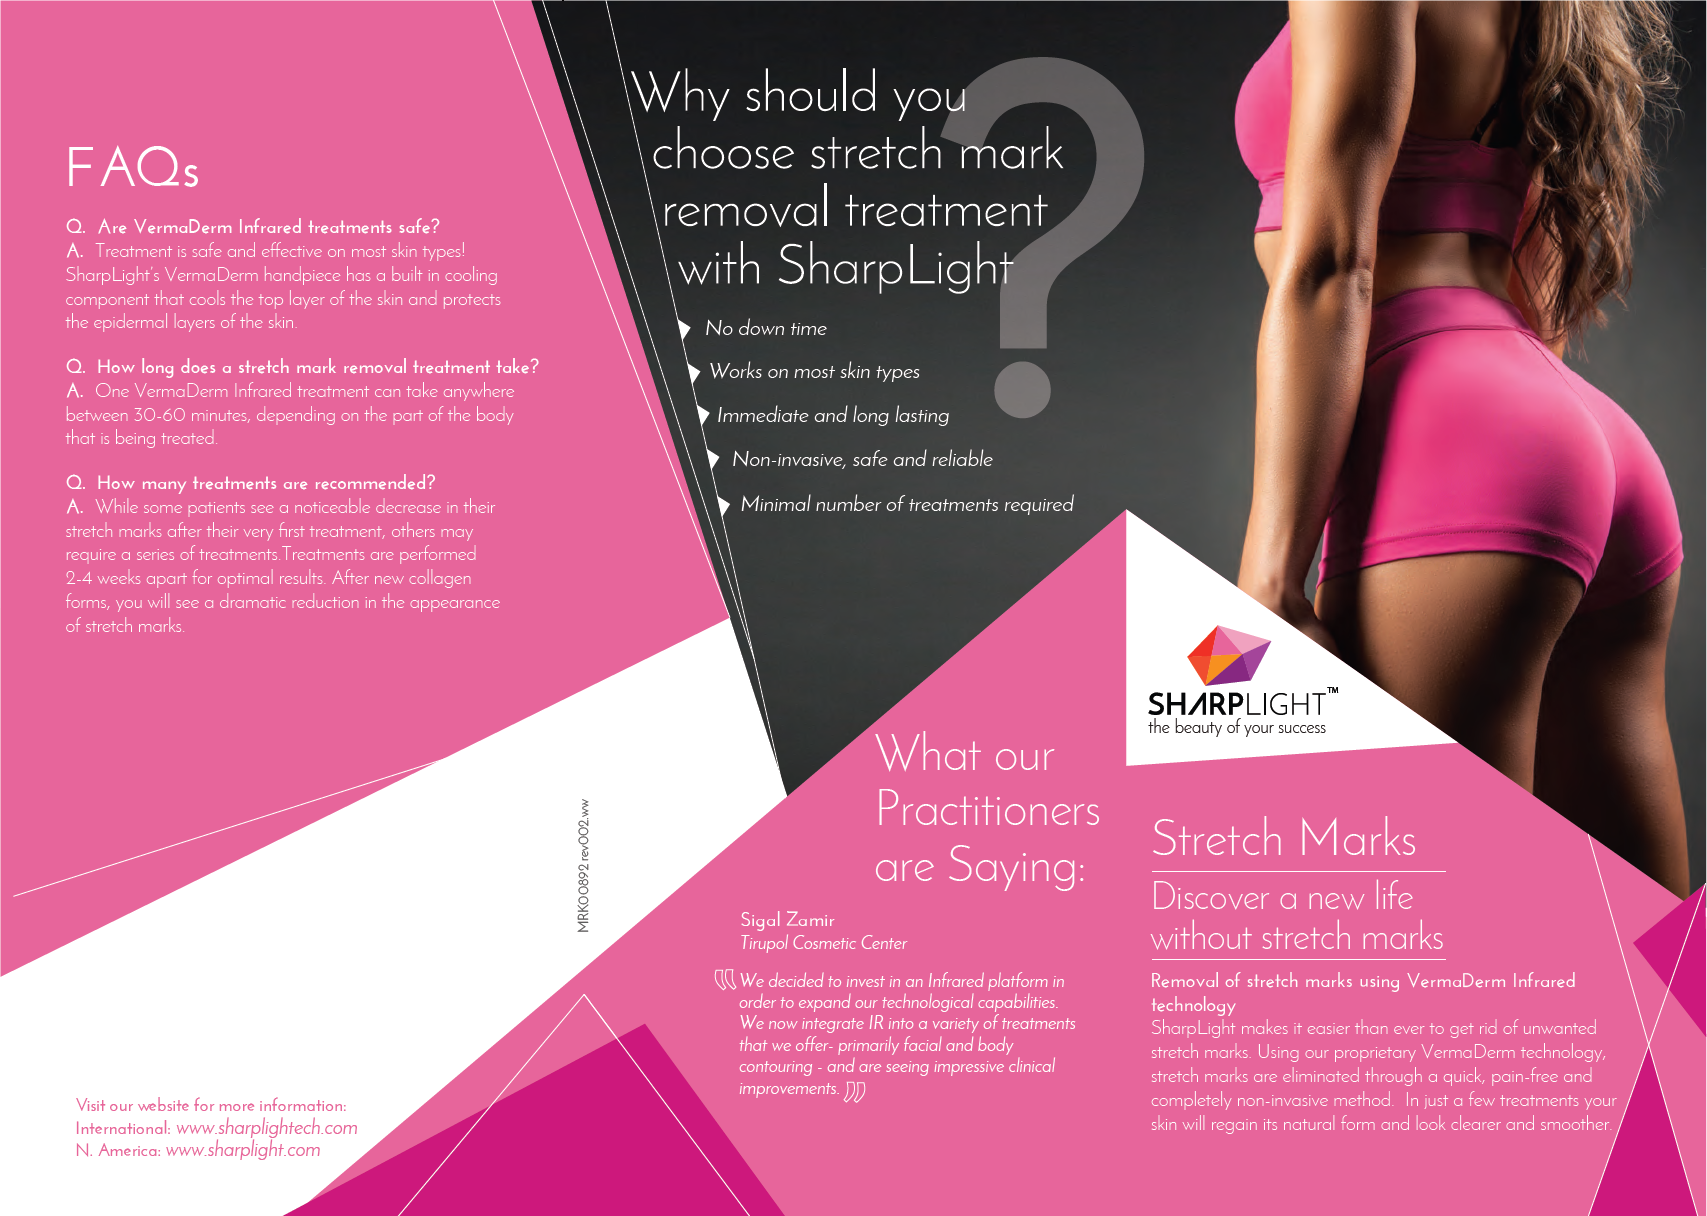 FAQs
Q. Are VermaDerm Infrared treatments safe?
A. Treatment is safe and effective on most skin types!
SharpLight's VermaDerm handpiece has a built in cooling
component that cools the top layer of the skin and protects
the epidermal layers of the skin.
Q. How long does a stretch mark removal treatment take?
A. One VermaDerm Infrared treatment can take anywhere
between 30-60 minutes, depending on the part of the body
that is being treated.
Q. How many treatments are recommended?
A. While some patients see a noticeable decrease in their
stretch marks after their very first treatment, others may
require a series of treatments.Treatments are performed
2-4 weeks apart for optimal results. After new collagen
forms, you will see a dramatic reduction in the appearance
of stretch marks.
Visit our website for more information:
International: www.sharplightech.com
N. America: www.sharplight.com
MRK00892 rev002.ww
Why should you
choose stretch mark
removal treatment
with SharpLight
?
No down time
Works on most skin types
Immediate and long lasting
Non-invasive, safe and reliable
Minimal number of treatments required
What our
Practitioners
are Saying:
Sigal Zamir
Tirupol Cosmetic Center
"We decided to invest in an Infrared platform in
order to expand our technological capabilities.
We now integrate IR into a variety of treatments
that we offer- primarily facial and body
contouring - and are seeing impressive clinical
improvements."
SHARPLIGHT™
the beauty of your success
Stretch Marks
Discover a new life
without stretch marks
Removal of stretch marks using VermaDerm Infrared
technology
SharpLight makes it easier than ever to get rid of unwanted
stretch marks. Using our proprietary VermaDerm technology,
stretch marks are eliminated through a quick, pain-free and
completely non-invasive method. In just a few treatments your
skin will regain its natural form and look clearer and smoother.